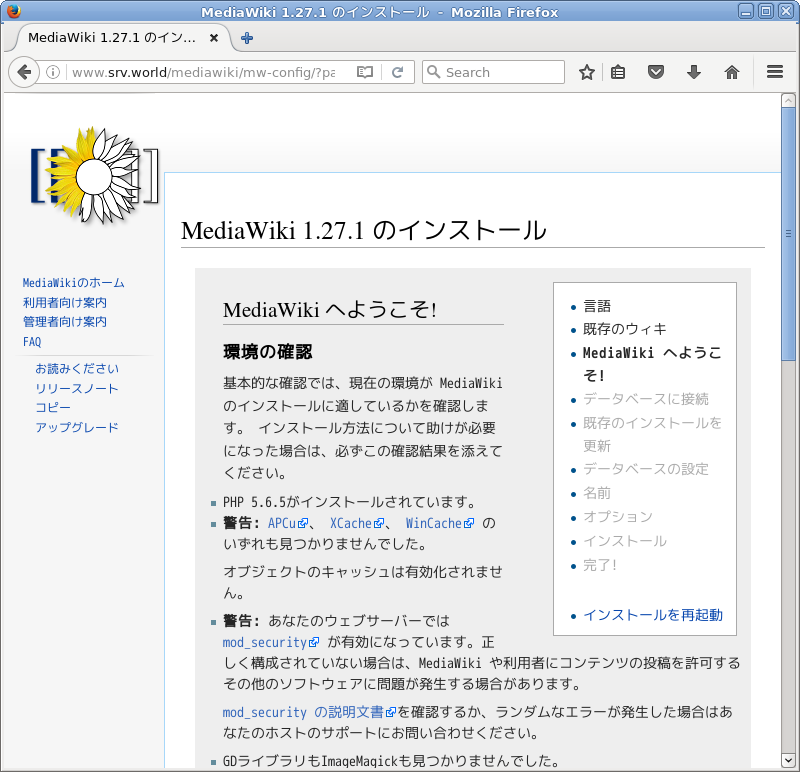 MediaWiki 1.27.1 のインストール - Mozilla Firefox
MediaWiki 1.27.1 のイン...
www.srv.world/mediawiki/mw-config/?pa
Search
MediaWiki 1.27.1 のインストール
MediaWikiのホーム
利用者向け案内
管理者向け案内
FAQ
お読みください
リリースノート
コピー
アップグレード
MediaWiki へようこそ!
環境の確認
基本的な確認では、現在の環境が MediaWiki
のインストールに適しているかを確認しま
す。 インストール方法について助けが必要
になった場合は、必ずこの確認結果を添えて
ください。
PHP 5.6.5がインストールされています。
警告: APCu、 XCache、 WinCache の
いずれも見つかりませんでした。
オブジェクトのキャッシュは有効化されませ
ん。
警告: あなたのウェブサーバーでは
mod_security が有効になっています。正
しく構成されていない場合は、MediaWiki や利用者にコンテンツの投稿を許可する
その他のソフトウェアに問題が発生する場合があります。
mod_security の説明文書を確認するか、ランダムなエラーが発生した場合はあ
なたのホストのサポートにお問い合わせください。
GDライブラリもImageMagickも見つかりませんでした。
言語
既存のウィキ
MediaWiki へようこ
そ!
データベースに接続
既存のインストールを
更新
データベースの設定
名前
オプション
インストール
完了!
インストールを再起動